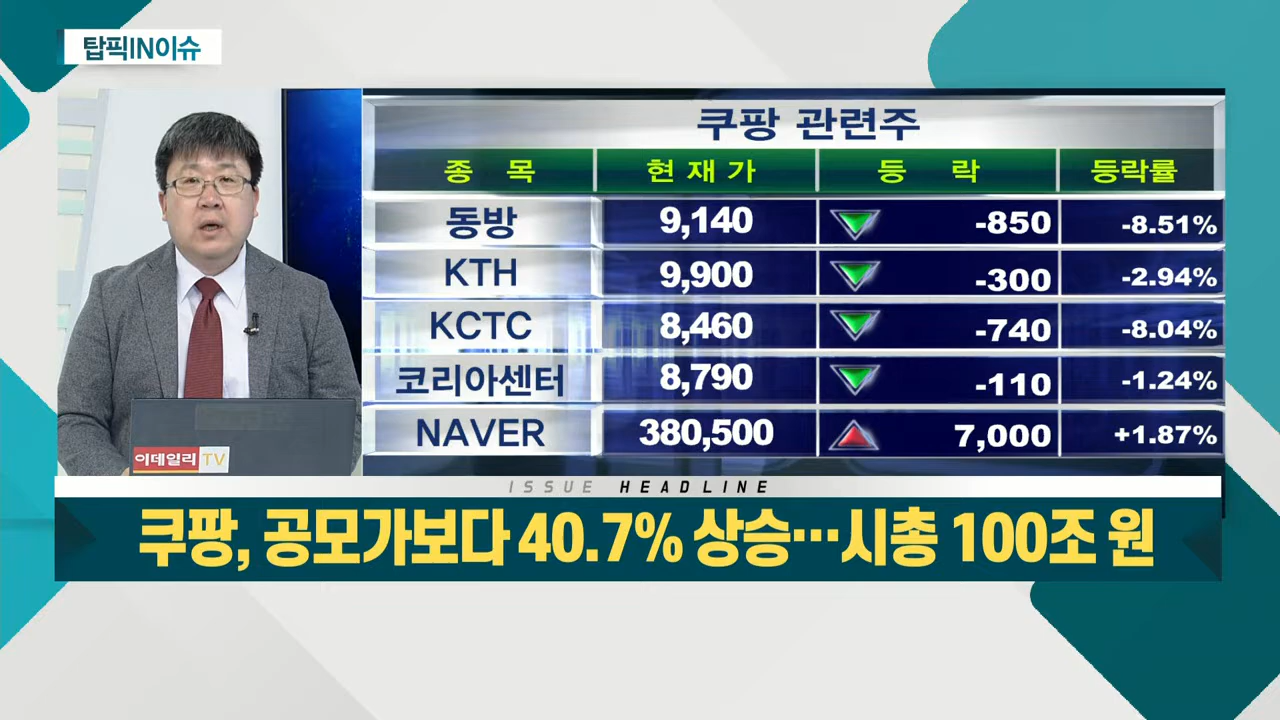 탑픽IN이슈
쿠팡 관련주
종 목 현재가 등 락 등락률
동방 9,140 -850 -8.51%
KTH 9,900 -300 -2.94%
KCTC 8,460 -740 -8.04%
코리아센터 8,790 -110 -1.24%
NAVER 380,500 7,000 +1.87%
이데일리 TV
ISSUE HEADLINE
쿠팡, 공모가보다 40.7% 상승…시총 100조 원